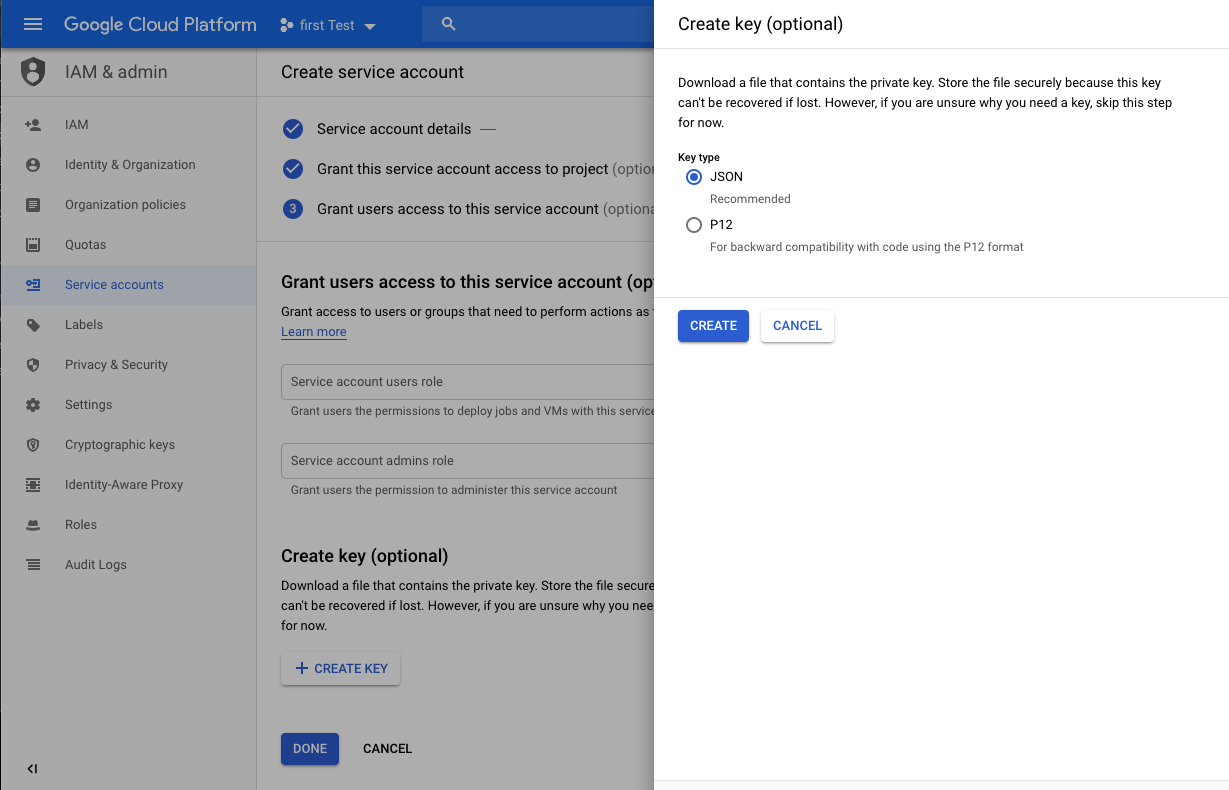 Google Cloud Platform
first Test
IAM & admin
IAM
Identity & Organization
Organization policies
Quotas
Service accounts
Labels
Privacy & Security
Settings
Cryptographic keys
Identity-Aware Proxy
Roles
Audit Logs
Create service account
Service account details
Grant this service account access to project (option
3 Grant users access to this service account (optiona
Grant users access to this service account (op
Grant access to users or groups that need to perform actions as
Learn more
Service account users role
Grant users the permissions to deploy jobs and VMs with this service
Service account admins role
Grant users the permission to administer this service account
Create key (optional)
Download a file that contains the private key. Store the file secure
can't be recovered if lost. However, if you are unsure why you nee
for now.
CREATE KEY
DONE CANCEL
Create key (optional)
Download a file that contains the private key. Store the file securely because this key
can't be recovered if lost. However, if you are unsure why you need a key, skip this step
for now.
Key type
JSON
Recommended
P12
For backward compatibility with code using the P12 format
CREATE CANCEL